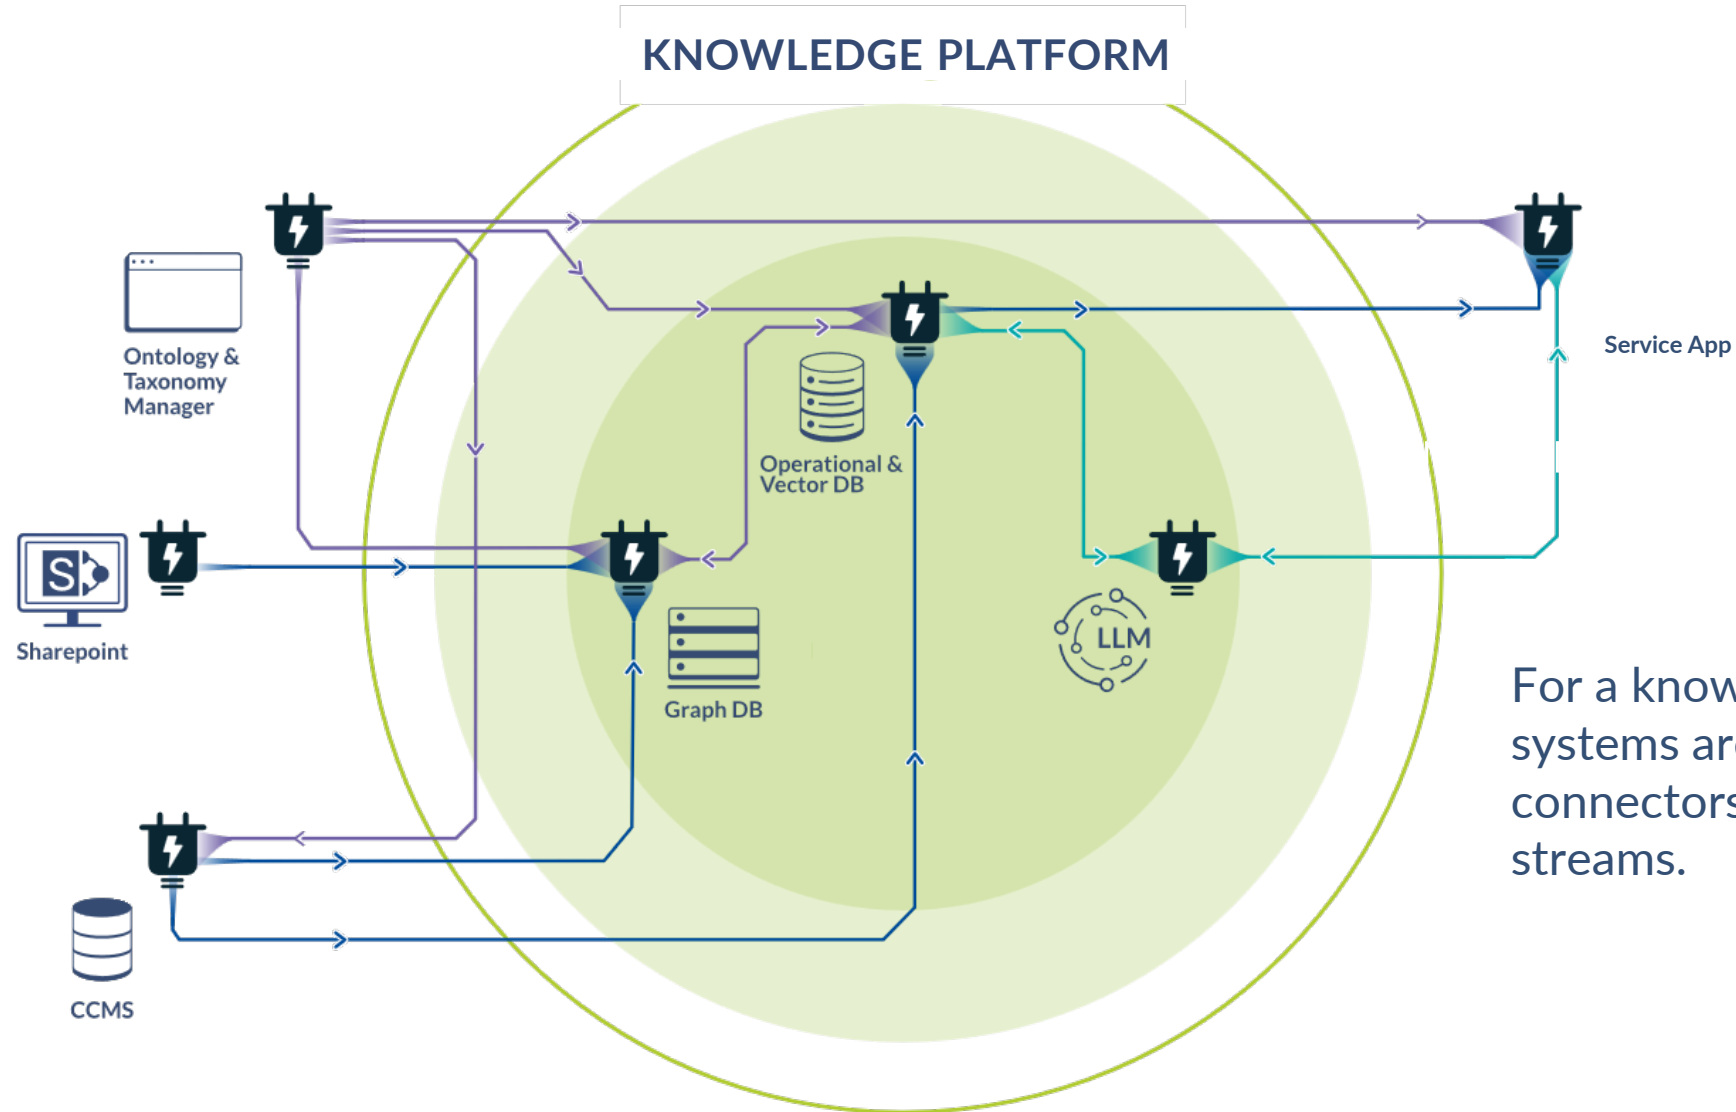 KNOWLEDGE PLATFORM
Ontology &
Taxonomy
Manager
Service App
Operational &
Vector DB
S
Sharepoint
LLM
Graph DB
For a know
systems are
connectors
streams.
CCMS